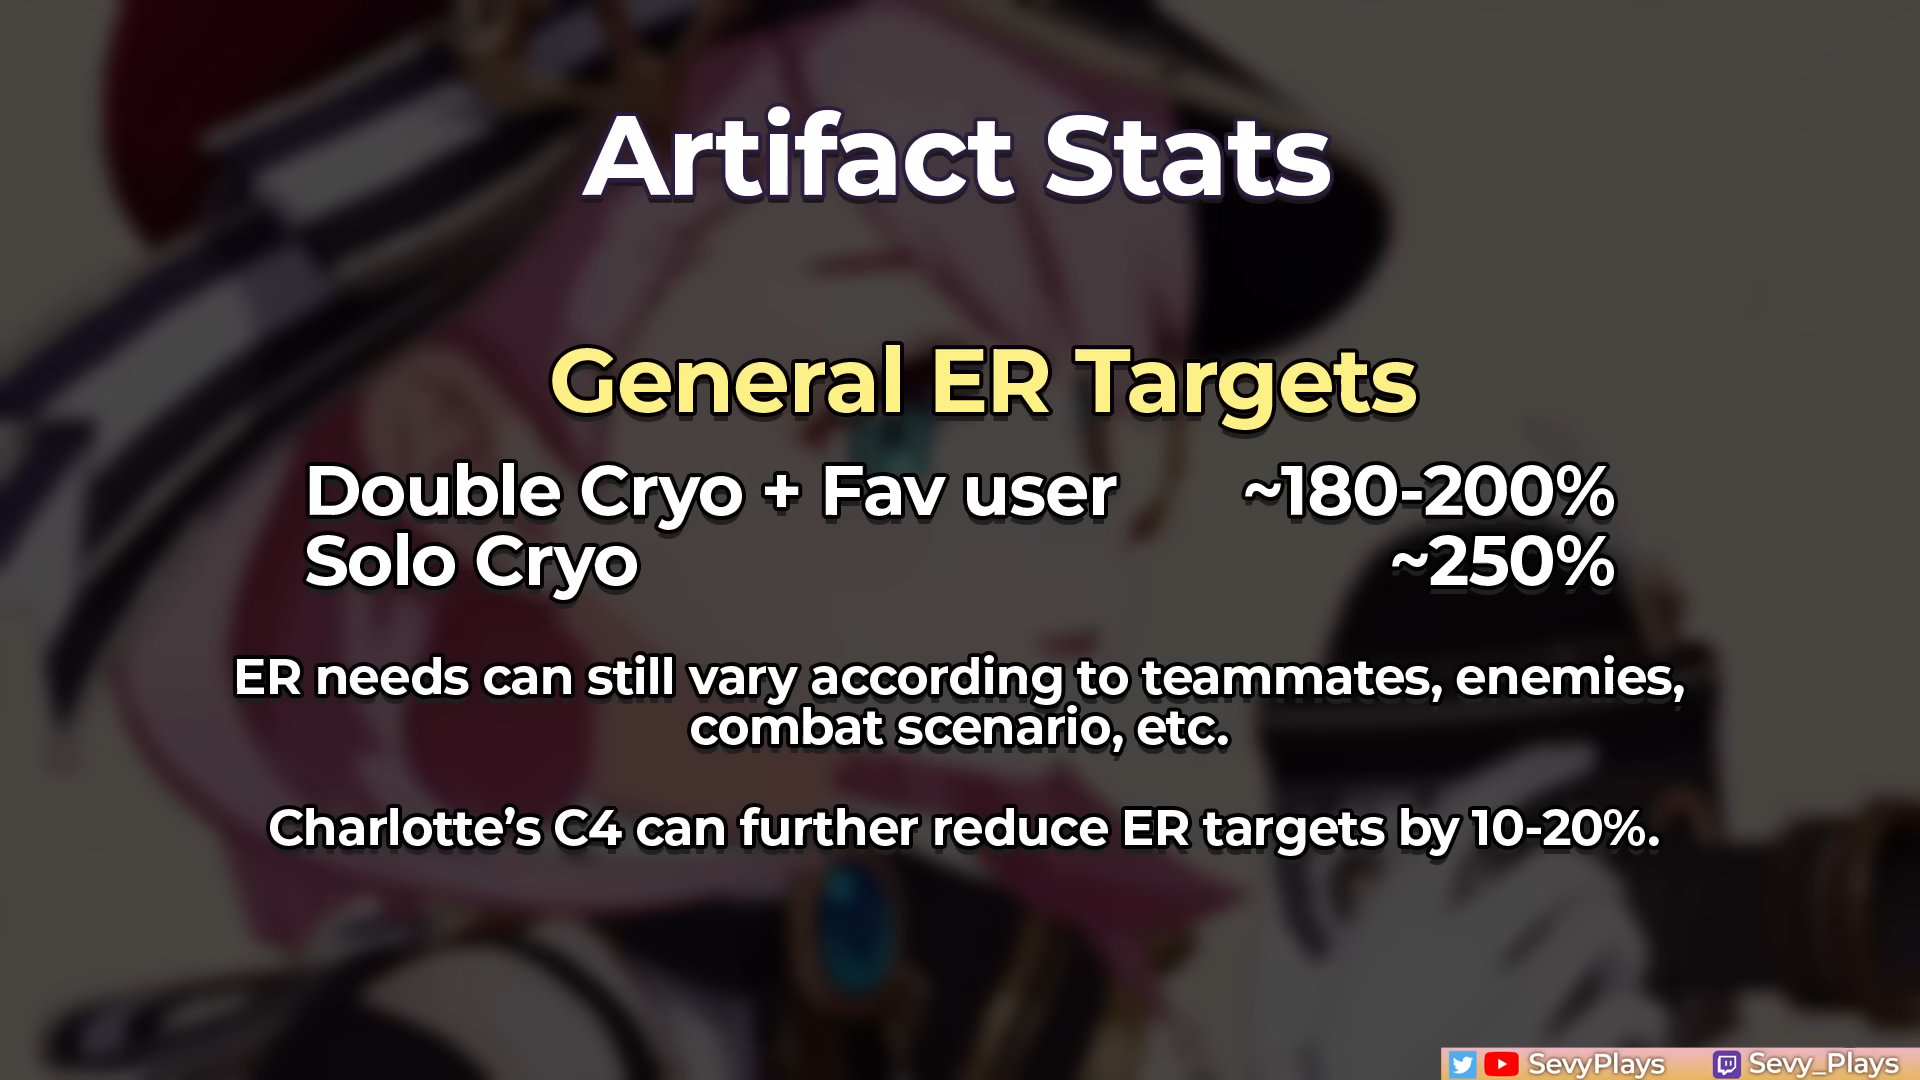 Artifact Stats
General ER Targets
Double Cryo + Fav user ~180-200%
Solo Cryo ~250%
ER needs can still vary according to teammates, enemies,
combat scenario, etc.
Charlotte’s C4 can further reduce ER targets by 10-20%.
SevyPlays Sevy_Plays